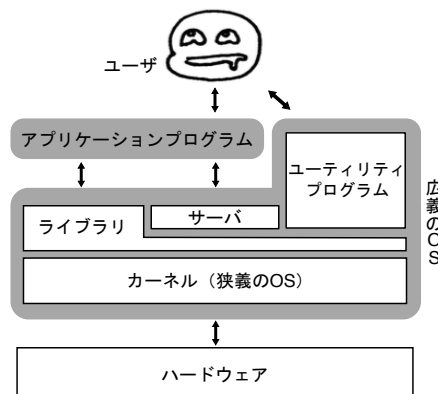 ユーザ
アプリケーションプログラム
ユーティリティ
プログラム
ライブラリ
サーバ
広義のOS
カーネル（狭義のOS）
ハードウェア